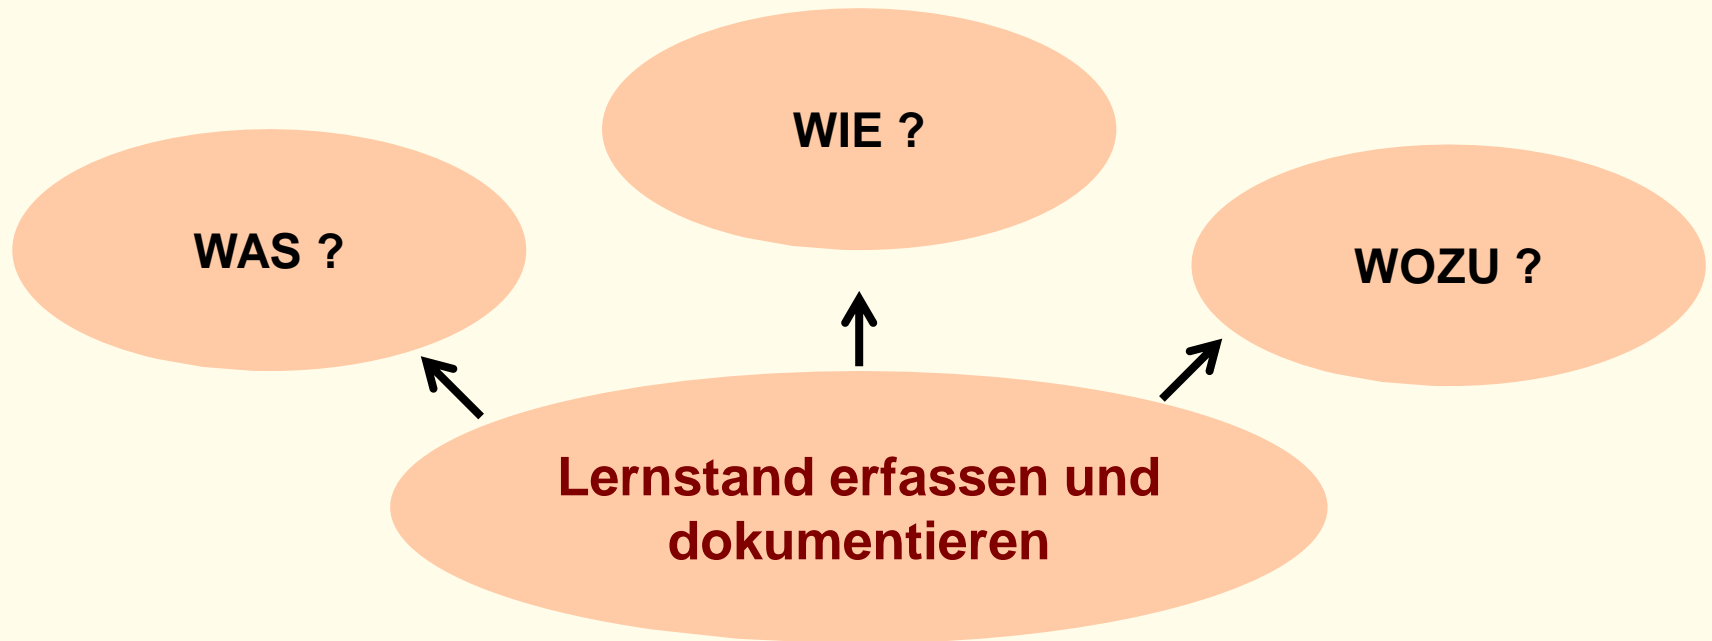 WIE ?
WAS ?
WOZU ?
Lernstand erfassen und
dokumentieren